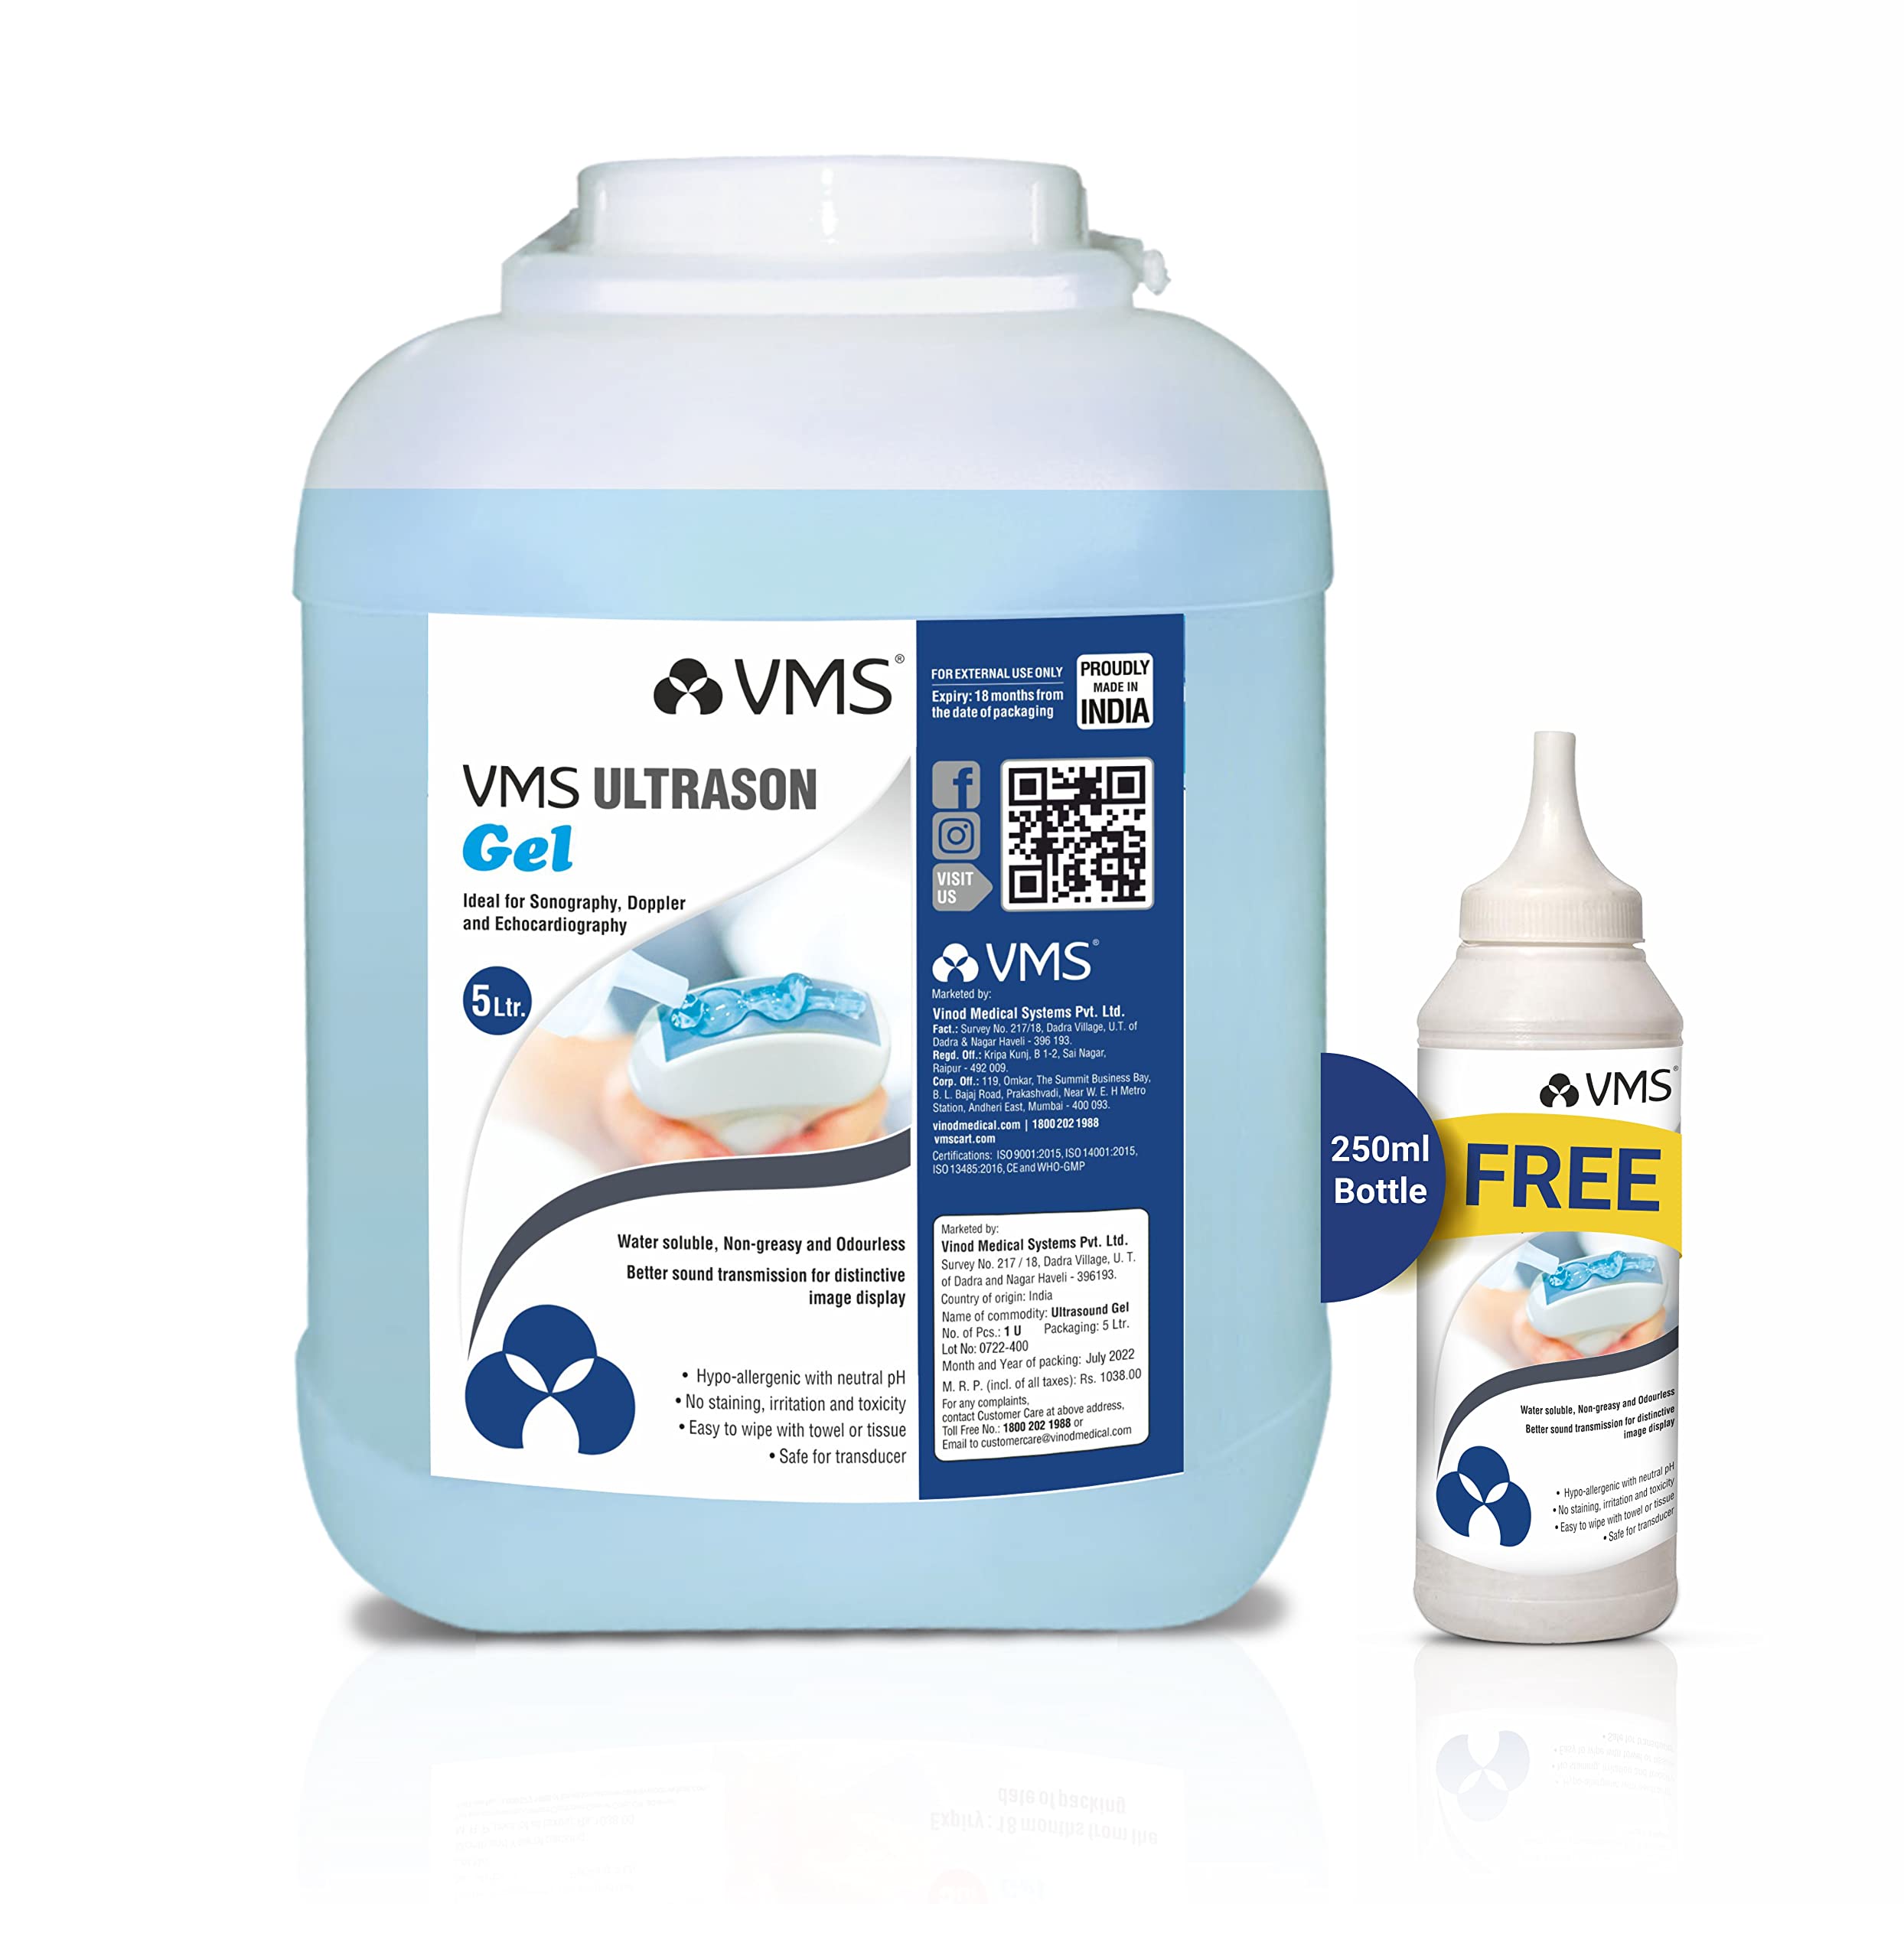 VMS®
VMS ULTRASON
Gel
Ideal for Sonography, Doppler
and Echocardiography
5 Ltr.
Water soluble, Non-greasy and Odourless
Better sound transmission for distinctive
image display
• Hypo-allergenic with neutral pH
• No staining, irritation and toxicity
• Easy to wipe with towel or tissue
• Safe for transducer
FOR EXTERNAL USE ONLY
Expiry: 18 months from
the date of packaging
PROUDLY
MADE IN
INDIA
VISIT
US
VMS®
Marketed by:
Vinod Medical Systems Pvt. Ltd.
Fact.: Survey No. 217/18, Dadra Village, U.T. of
Dadra & Nagar Haveli - 396 193.
Regd. Off.: Kripa Kunj, B 1-2, Sai Nagar,
Raipur - 492 009.
Corp. Off.: 119, Omkar, The Summit Business Bay,
B. L. Bajaj Road, Prakashvadi, Near W. E. H Metro
Station, Andheri East, Mumbai - 400 093.
vinodmedical.com | 1800 202 1988
vmscart.com
Certifications: ISO 9001:2015, ISO 14001:2015,
ISO 13485:2016, CE and WHO-GMP
Marketed by:
Vinod Medical Systems Pvt. Ltd.
Survey No. 217 / 18, Dadra Village, U. T.
of Dadra and Nagar Haveli - 396193.
Country of origin: India
Name of commodity: Ultrasound Gel
No. of Pcs.: 1 U Packaging: 5 Ltr.
Lot No: 0722-400
Month and Year of packing: July 2022
M. R. P. (incl. of all taxes): Rs. 1038.00
For any complaints,
contact Customer Care at above address,
Toll Free No.: 1800 202 1988 or
Email to customercare@vinodmedical.com
250ml
Bottle
VMS®
FREE
Water soluble, Non-greasy and Odourless
Better sound transmission for distinctive
image display
• Hypo-allergenic with neutral pH
• No staining, irritation and toxicity
• Easy to wipe with towel or tissue
• Safe for transducer
date of packing
Expiry : 18 months from the